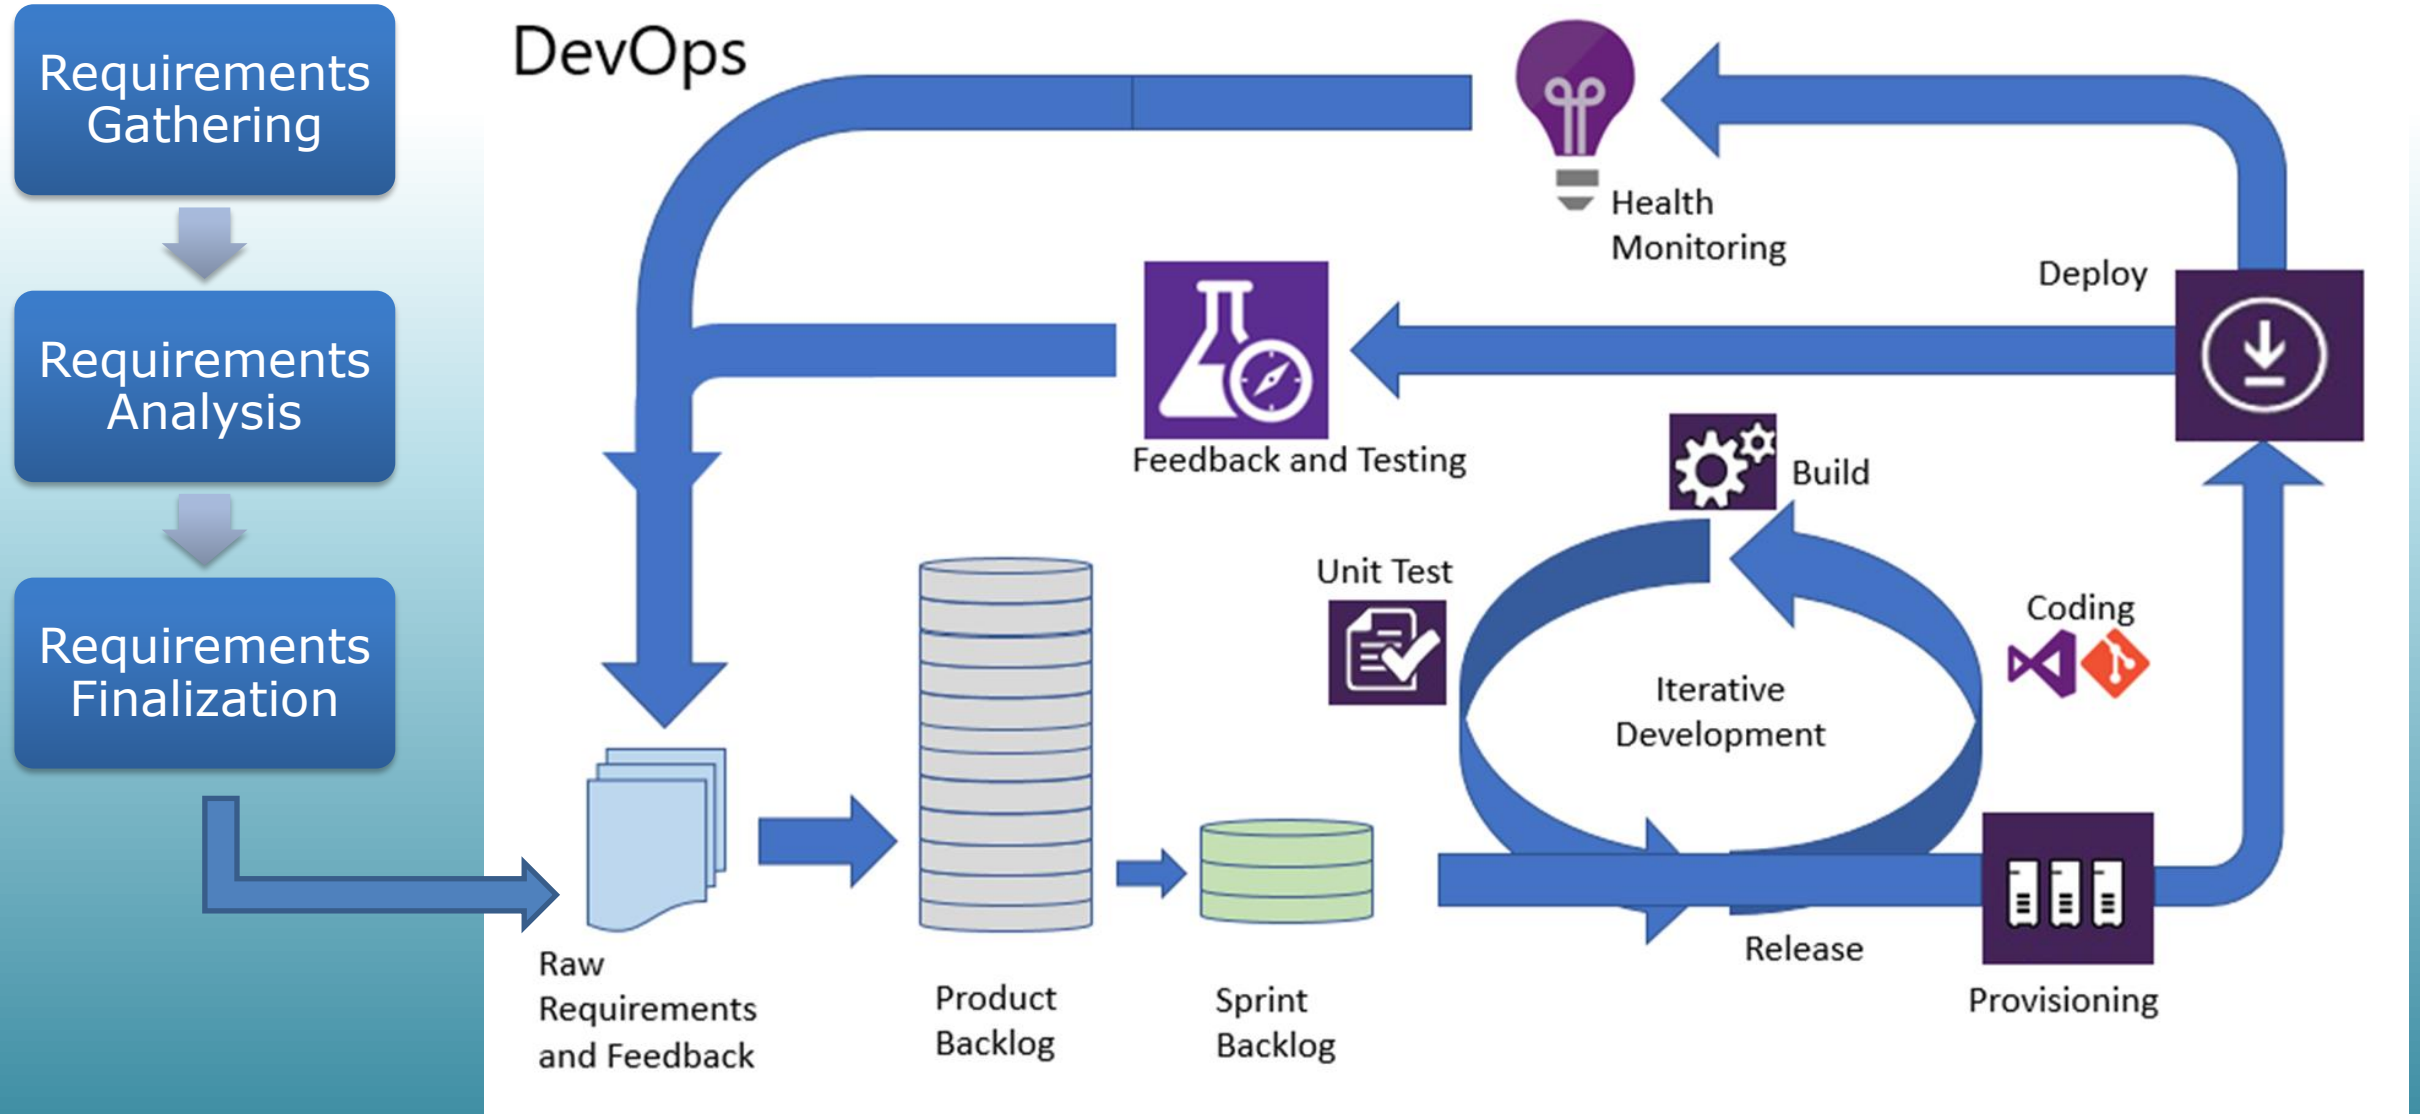 Requirements
Gathering
Requirements
Analysis
Requirements
Finalization
DevOps
Health
Monitoring
Deploy
Feedback and Testing
Build
Unit Test
Coding
Iterative
Development
Release
Provisioning
Raw
Requirements
and Feedback
Product
Backlog
Sprint
Backlog